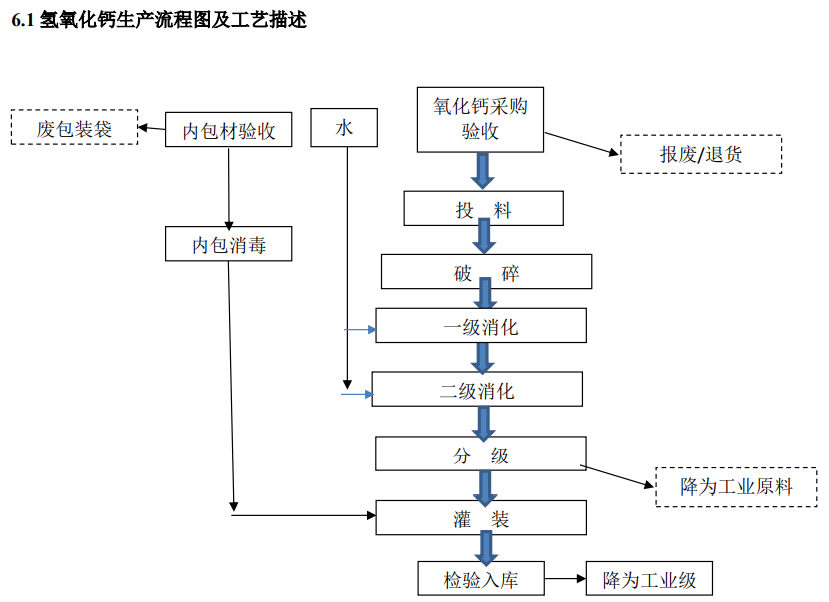 6.1 氢氧化钙生产流程图及工艺描述
氧化钙采购
验收
废包装袋
内包材验收
水
报废/退货
投 料
内包消毒
破 碎
一级消化
二级消化
分 级
降为工业原料
灌 装
检验入库
降为工业级